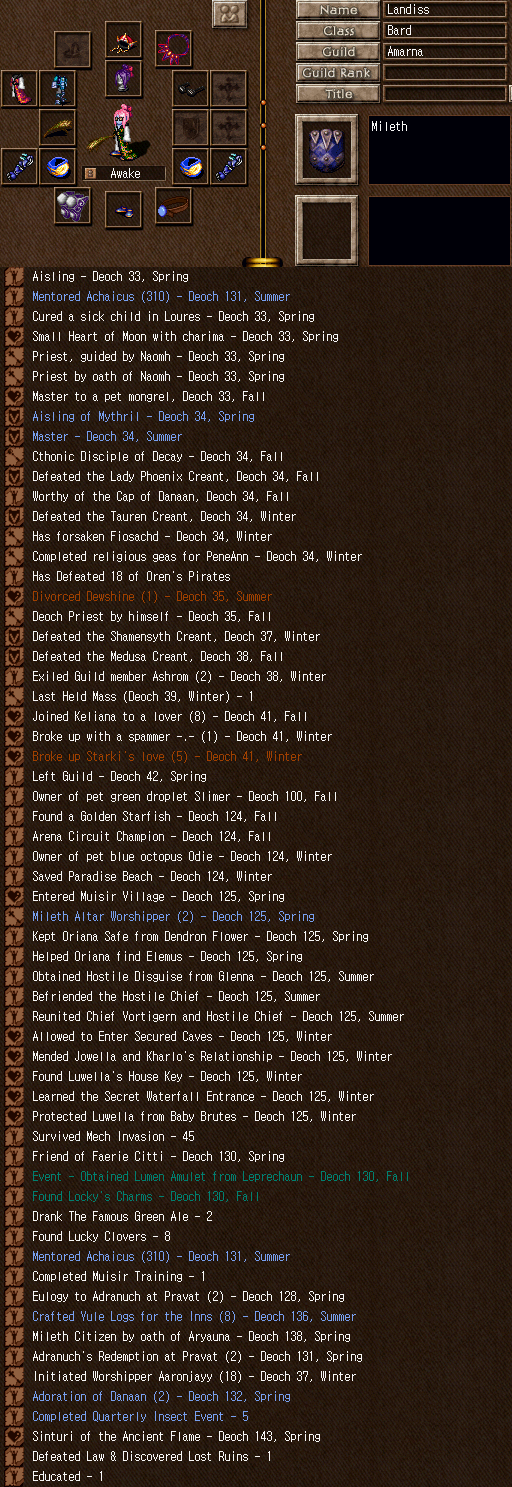 Name Landiss
Class Bard
Guild Amarna
Guild Rank
Title
Mileth
Awake
Aisling - Deoch 33, Spring
Mentored Achaicus (310) - Deoch 131, Summer
Cured a sick child in Loures - Deoch 33, Spring
Small Heart of Moon with charima - Deoch 33, Spring
Priest, guided by Naomh - Deoch 33, Spring
Priest by oath of Naomh - Deoch 33, Spring
Master to a pet mongrel, Deoch 33, Fall
Aisling of Mythril - Deoch 34, Spring
Master - Deoch 34, Summer
Cthonic Disciple of Decay - Deoch 34, Fall
Defeated the Lady Phoenix Creant, Deoch 34, Fall
Worthy of the Cap of Danaan, Deoch 34, Fall
Defeated the Tauren Creant, Deoch 34, Winter
Has forsaken Fiosachd - Deoch 34, Winter
Completed religious geas for PeneAnn - Deoch 34, Winter
Has Defeated 18 of Oren's Pirates
Divorced Dewshine (1) - Deoch 35, Summer
Deoch Priest by himself - Deoch 35, Fall
Defeated the Shamensyth Creant, Deoch 37, Winter
Defeated the Medusa Creant, Deoch 38, Fall
Exiled Guild member Ashrom (2) - Deoch 38, Winter
Last Held Mass (Deoch 39, Winter) - 1
Joined Keliana to a lover (8) - Deoch 41, Fall
Broke up with a spammer -.- (1) - Deoch 41, Winter
Broke up Starki's love (5) - Deoch 41, Winter
Left Guild - Deoch 42, Spring
Owner of pet green droplet Slimer - Deoch 100, Fall
Found a Golden Starfish - Deoch 124, Fall
Arena Circuit Champion - Deoch 124, Fall
Owner of pet blue octopus Odie - Deoch 124, Winter
Saved Paradise Beach - Deoch 124, Winter
Entered Muisir Village - Deoch 125, Spring
Mileth Altar Worshipper (2) - Deoch 125, Spring
Kept Oriana Safe from Dendron Flower - Deoch 125, Spring
Helped Oriana find Elemus - Deoch 125, Spring
Obtained Hostile Disguise from Glenna - Deoch 125, Summer
Befriended the Hostile Chief - Deoch 125, Summer
Reunited Chief Vortigern and Hostile Chief - Deoch 125, Summer
Allowed to Enter Secured Caves - Deoch 125, Winter
Mended Jowella and Kharlo's Relationship - Deoch 125, Winter
Found Luwella's House Key - Deoch 125, Winter
Learned the Secret Waterfall Entrance - Deoch 125, Winter
Protected Luwella from Baby Brutes - Deoch 125, Winter
Survived Mech Invasion - 45
Friend of Faerie Citti - Deoch 130, Spring
Event - Obtained Lumen Amulet from Leprechaun - Deoch 130, Fall
Found Locky's Charms - Deoch 130, Fall
Drank The Famous Green Ale - 2
Found Lucky Clovers - 8
Mentored Achaicus (310) - Deoch 131, Summer
Completed Muisir Training - 1
Eulogy to Adranuch at Pravat (2) - Deoch 128, Spring
Crafted Yule Logs for the Inns (8) - Deoch 136, Summer
Mileth Citizen by oath of Aryauna - Deoch 138, Spring
Adranuch's Redemption at Pravat (2) - Deoch 131, Spring
Initiated Worshipper Aaronjayy (18) - Deoch 37, Winter
Adoration of Danaan (2) - Deoch 132, Spring
Completed Quarterly Insect Event - 5
Sinturi of the Ancient Flame - Deoch 143, Spring
Defeated Law & Discovered Lost Ruins - 1
Educated - 1